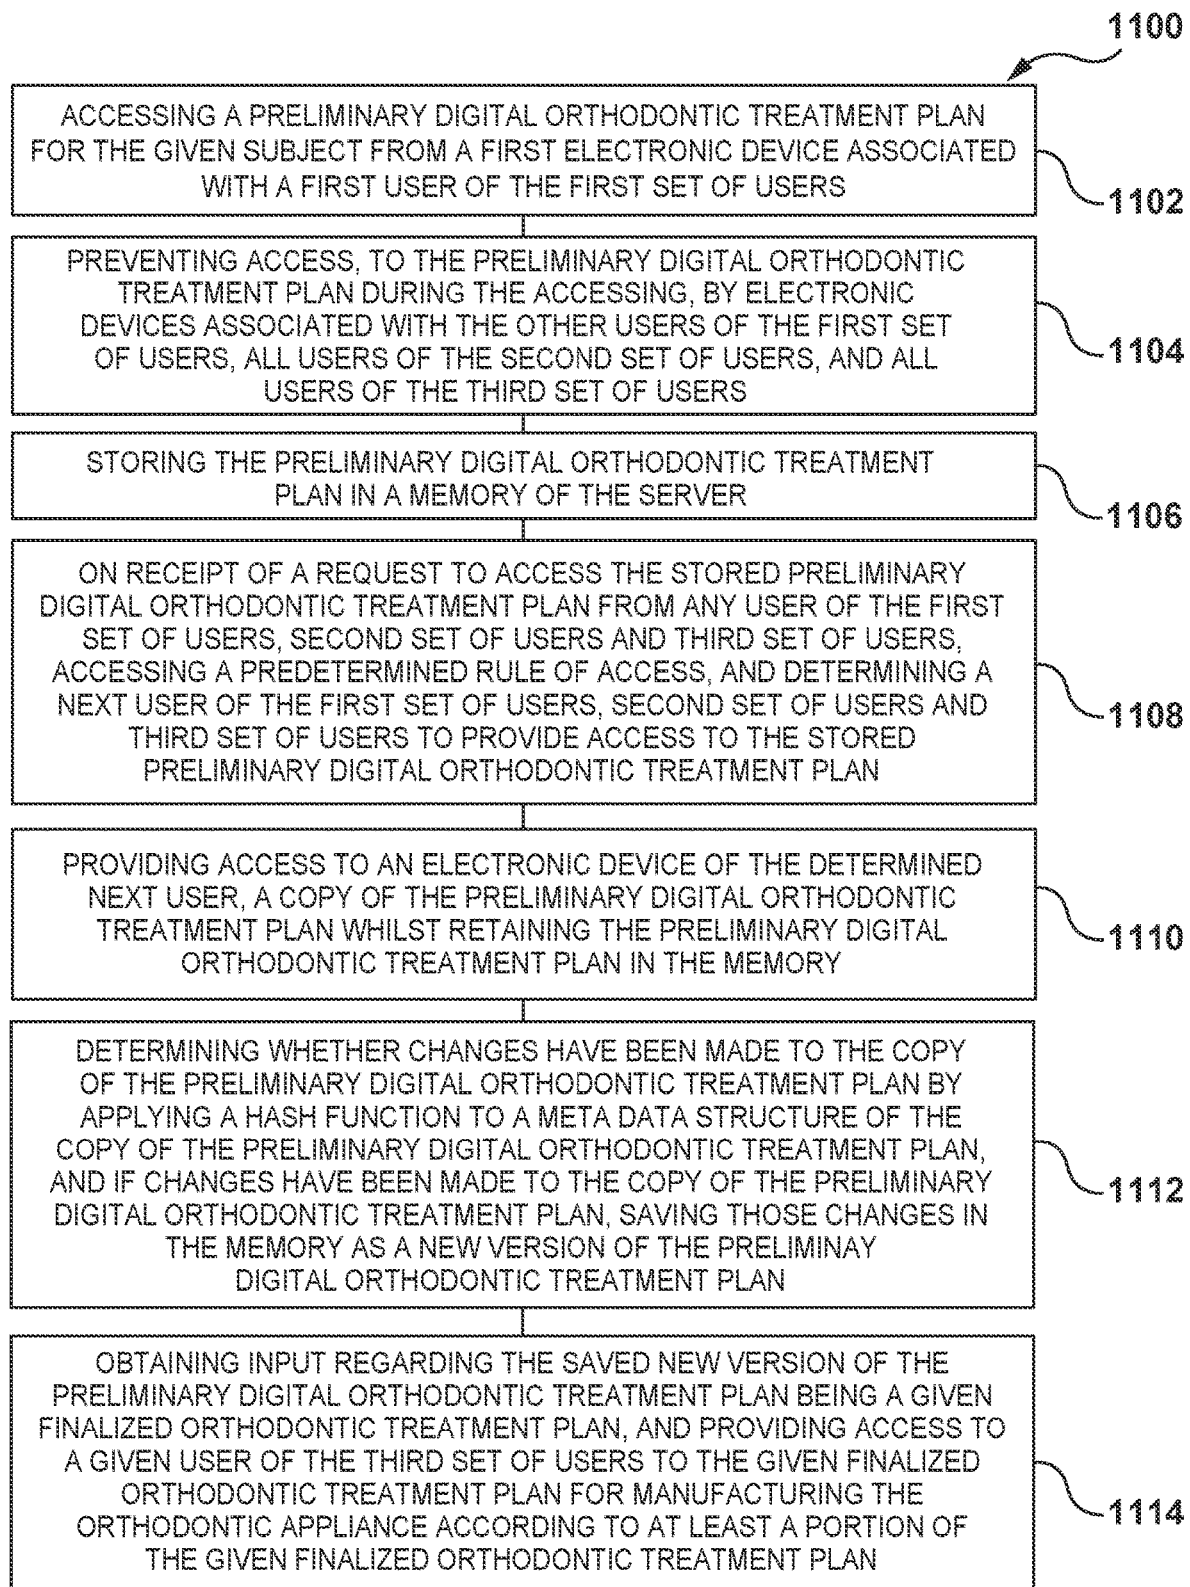 1100
ACCESSING A PRELIMINARY DIGITAL ORTHODONTIC TREATMENT PLAN
FOR THE GIVEN SUBJECT FROM A FIRST ELECTRONIC DEVICE ASSOCIATED
WITH A FIRST USER OF THE FIRST SET OF USERS
1102
PREVENTING ACCESS, TO THE PRELIMINARY DIGITAL ORTHODONTIC
TREATMENT PLAN DURING THE ACCESSING, BY ELECTRONIC
DEVICES ASSOCIATED WITH THE OTHER USERS OF THE FIRST SET
OF USERS, ALL USERS OF THE SECOND SET OF USERS, AND ALL
USERS OF THE THIRD SET OF USERS
1104
STORING THE PRELIMINARY DIGITAL ORTHODONTIC TREATMENT
PLAN IN A MEMORY OF THE SERVER
1106
ON RECEIPT OF A REQUEST TO ACCESS THE STORED PRELIMINARY
DIGITAL ORTHODONTIC TREATMENT PLAN FROM ANY USER OF THE FIRST
SET OF USERS, SECOND SET OF USERS AND THIRD SET OF USERS,
ACCESSING A PREDETERMINED RULE OF ACCESS, AND DETERMINING A
NEXT USER OF THE FIRST SET OF USERS, SECOND SET OF USERS AND
THIRD SET OF USERS TO PROVIDE ACCESS TO THE STORED
PRELIMINARY DIGITAL ORTHODONTIC TREATMENT PLAN
1108
PROVIDING ACCESS TO AN ELECTRONIC DEVICE OF THE DETERMINED
NEXT USER, A COPY OF THE PRELIMINARY DIGITAL ORTHODONTIC
TREATMENT PLAN WHILST RETAINING THE PRELIMINARY DIGITAL
ORTHODONTIC TREATMENT PLAN IN THE MEMORY
1110
DETERMINING WHETHER CHANGES HAVE BEEN MADE TO THE COPY
OF THE PRELIMINARY DIGITAL ORTHODONTIC TREATMENT PLAN BY
APPLYING A HASH FUNCTION TO A META DATA STRUCTURE OF THE
COPY OF THE PRELIMINARY DIGITAL ORTHODONTIC TREATMENT PLAN,
AND IF CHANGES HAVE BEEN MADE TO THE COPY OF THE PRELIMINARY
DIGITAL ORTHODONTIC TREATMENT PLAN, SAVING THOSE CHANGES IN
THE MEMORY AS A NEW VERSION OF THE PRELIMINAY
DIGITAL ORTHODONTIC TREATMENT PLAN
1112
OBTAINING INPUT REGARDING THE SAVED NEW VERSION OF THE
PRELIMINARY DIGITAL ORTHODONTIC TREATMENT PLAN BEING A GIVEN
FINALIZED ORTHODONTIC TREATMENT PLAN, AND PROVIDING ACCESS TO
A GIVEN USER OF THE THIRD SET OF USERS TO THE GIVEN FINALIZED
ORTHODONTIC TREATMENT PLAN FOR MANUFACTURING THE
ORTHODONTIC APPLIANCE ACCORDING TO AT LEAST A PORTION OF
THE GIVEN FINALIZED ORTHODONTIC TREATMENT PLAN
1114